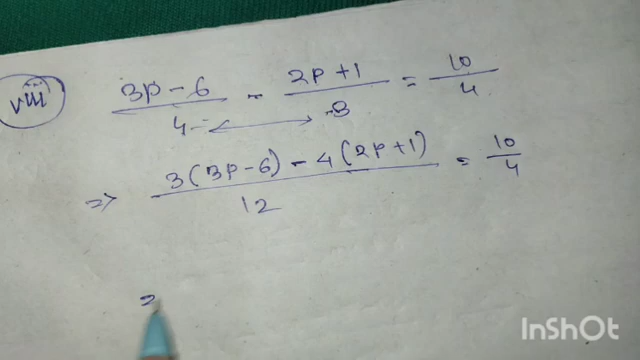 viii (3p - 6)/4 - (2p + 1)/3 = 10/4
⇒ (3(3p - 6) - 4(2p + 1))/12 = 10/4
=
InShOt